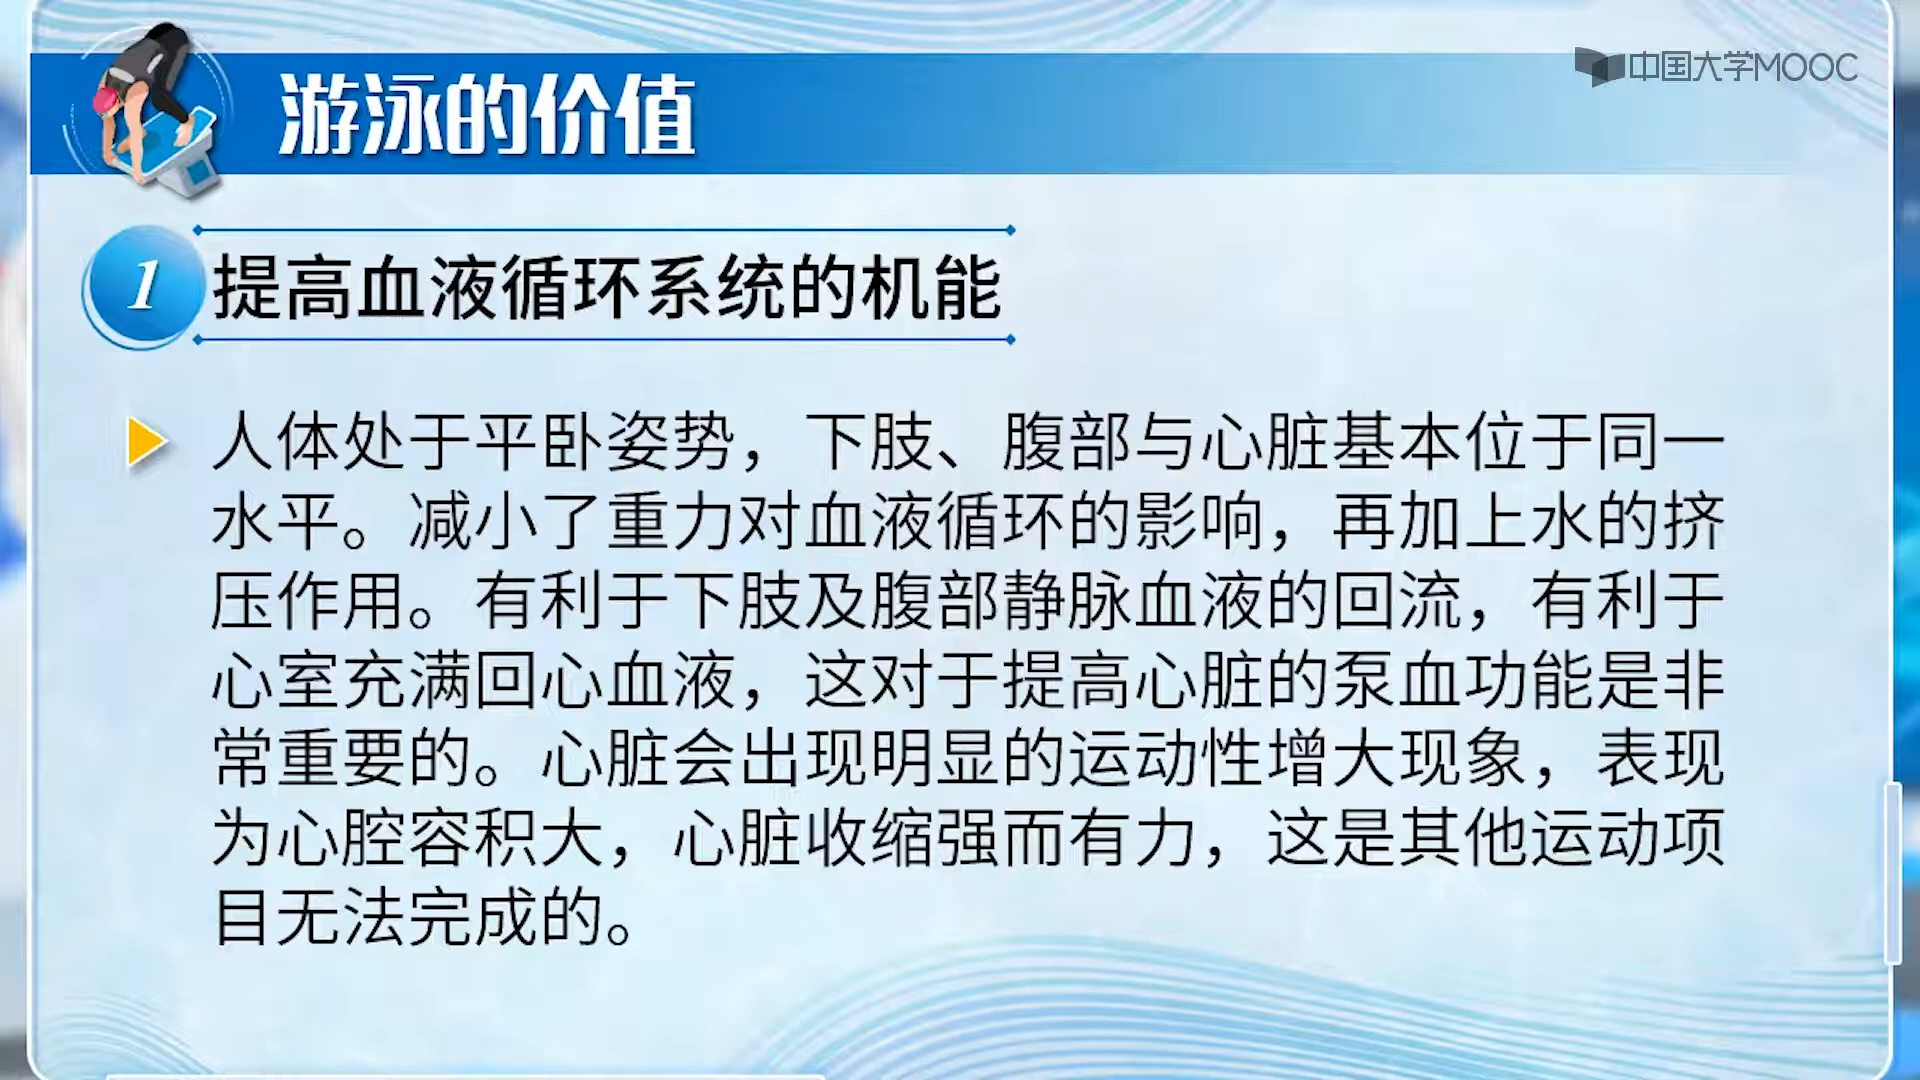 游泳的价值
中国大学MOOC
1
提高血液循环系统的机能
人体处于平卧姿势，下肢、腹部与心脏基本位于同一
水平。减小了重力对血液循环的影响，再加上水的挤
压作用。有利于下肢及腹部静脉血液的回流，有利于
心室充满回心血液，这对于提高心脏的泵血功能是非
常重要的。心脏会出现明显的运动性增大现象，表现
为心腔容积大，心脏收缩强而有力，这是其他运动项
目无法完成的。